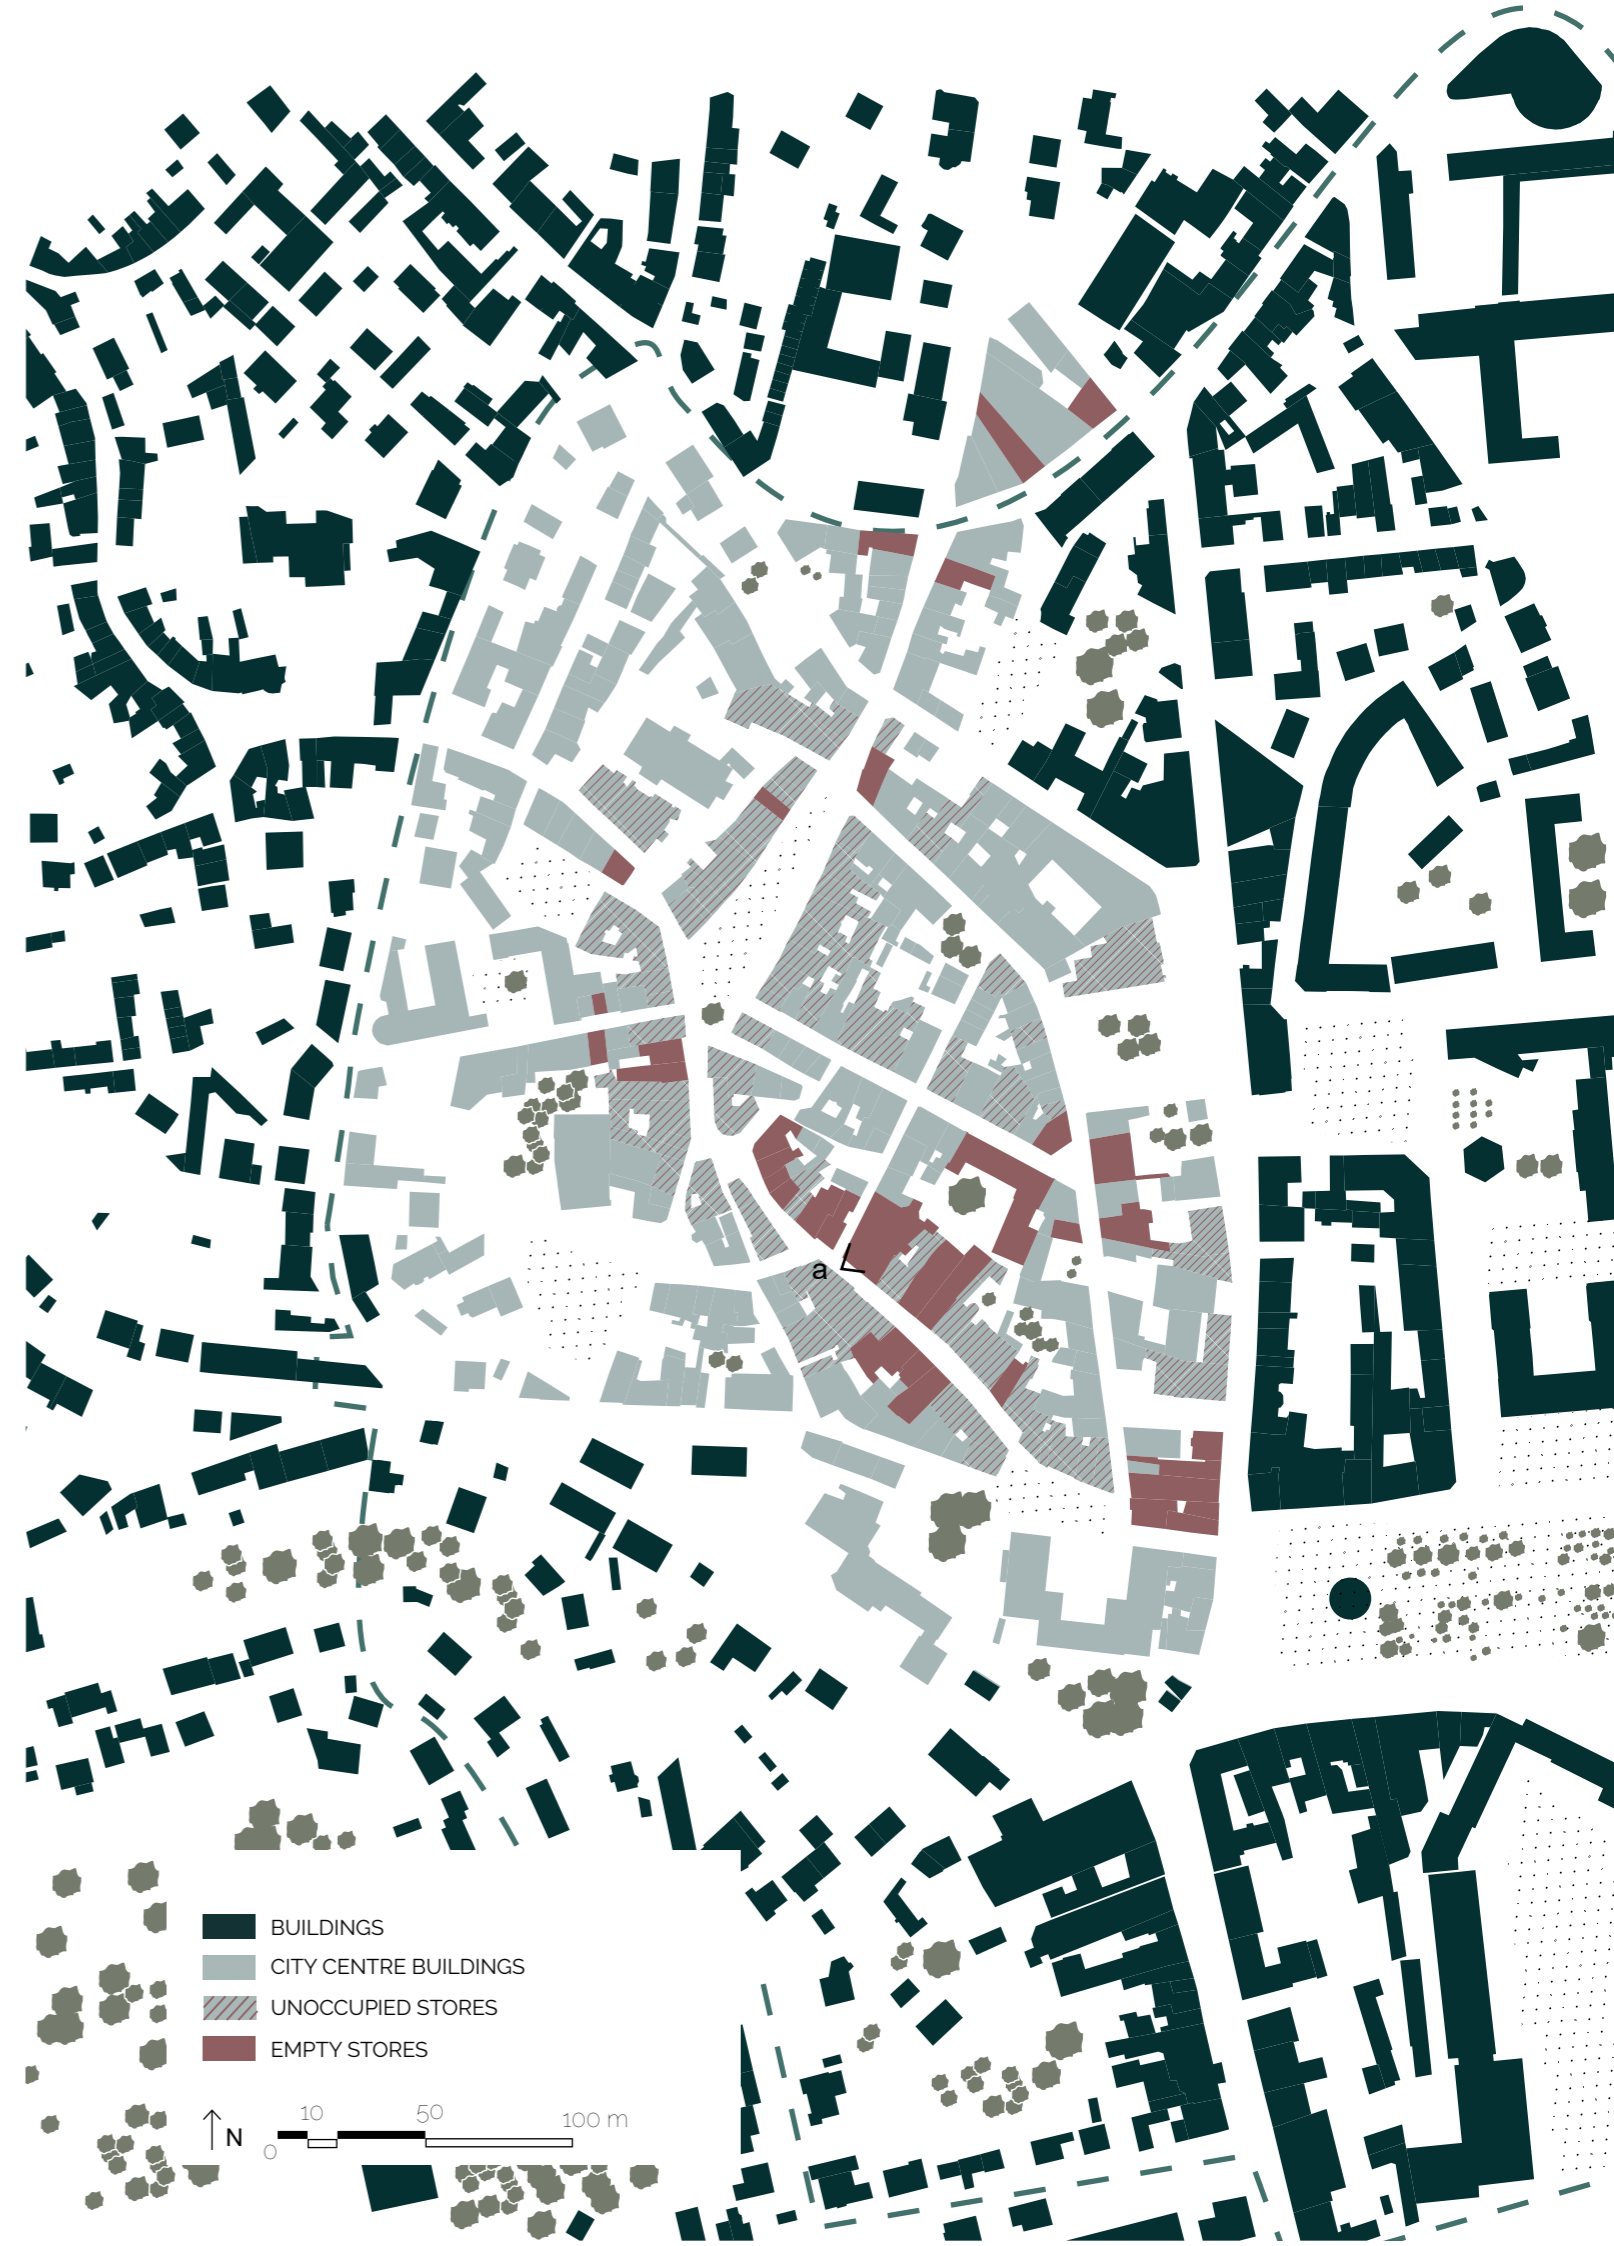 a
BUILDINGS
CITY CENTRE BUILDINGS
UNOCCUPIED STORES
EMPTY STORES
10 50 100 m
N
0